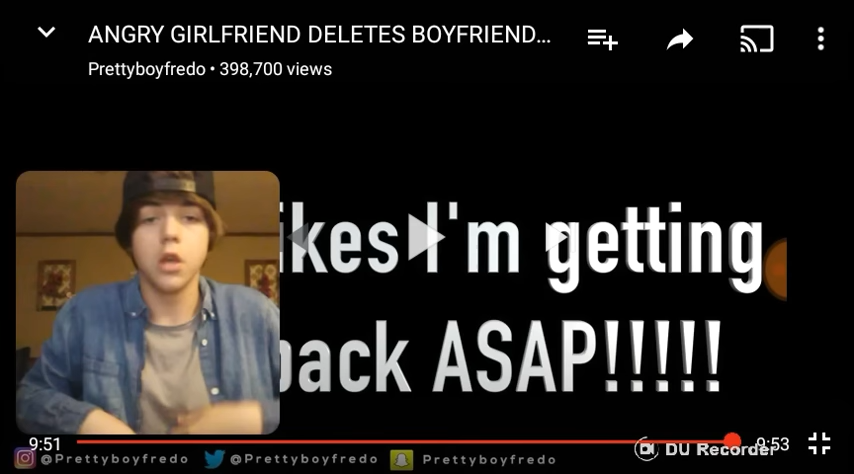 ANGRY GIRLFRIEND DELETES BOYFRIEND...
Prettyboyfredo • 398,700 views
ikes I'm getting
back ASAP!!!!!
9:51
9:53
DU Recorder
@Prettyboyfredo @Prettyboyfredo Prettyboyfredo